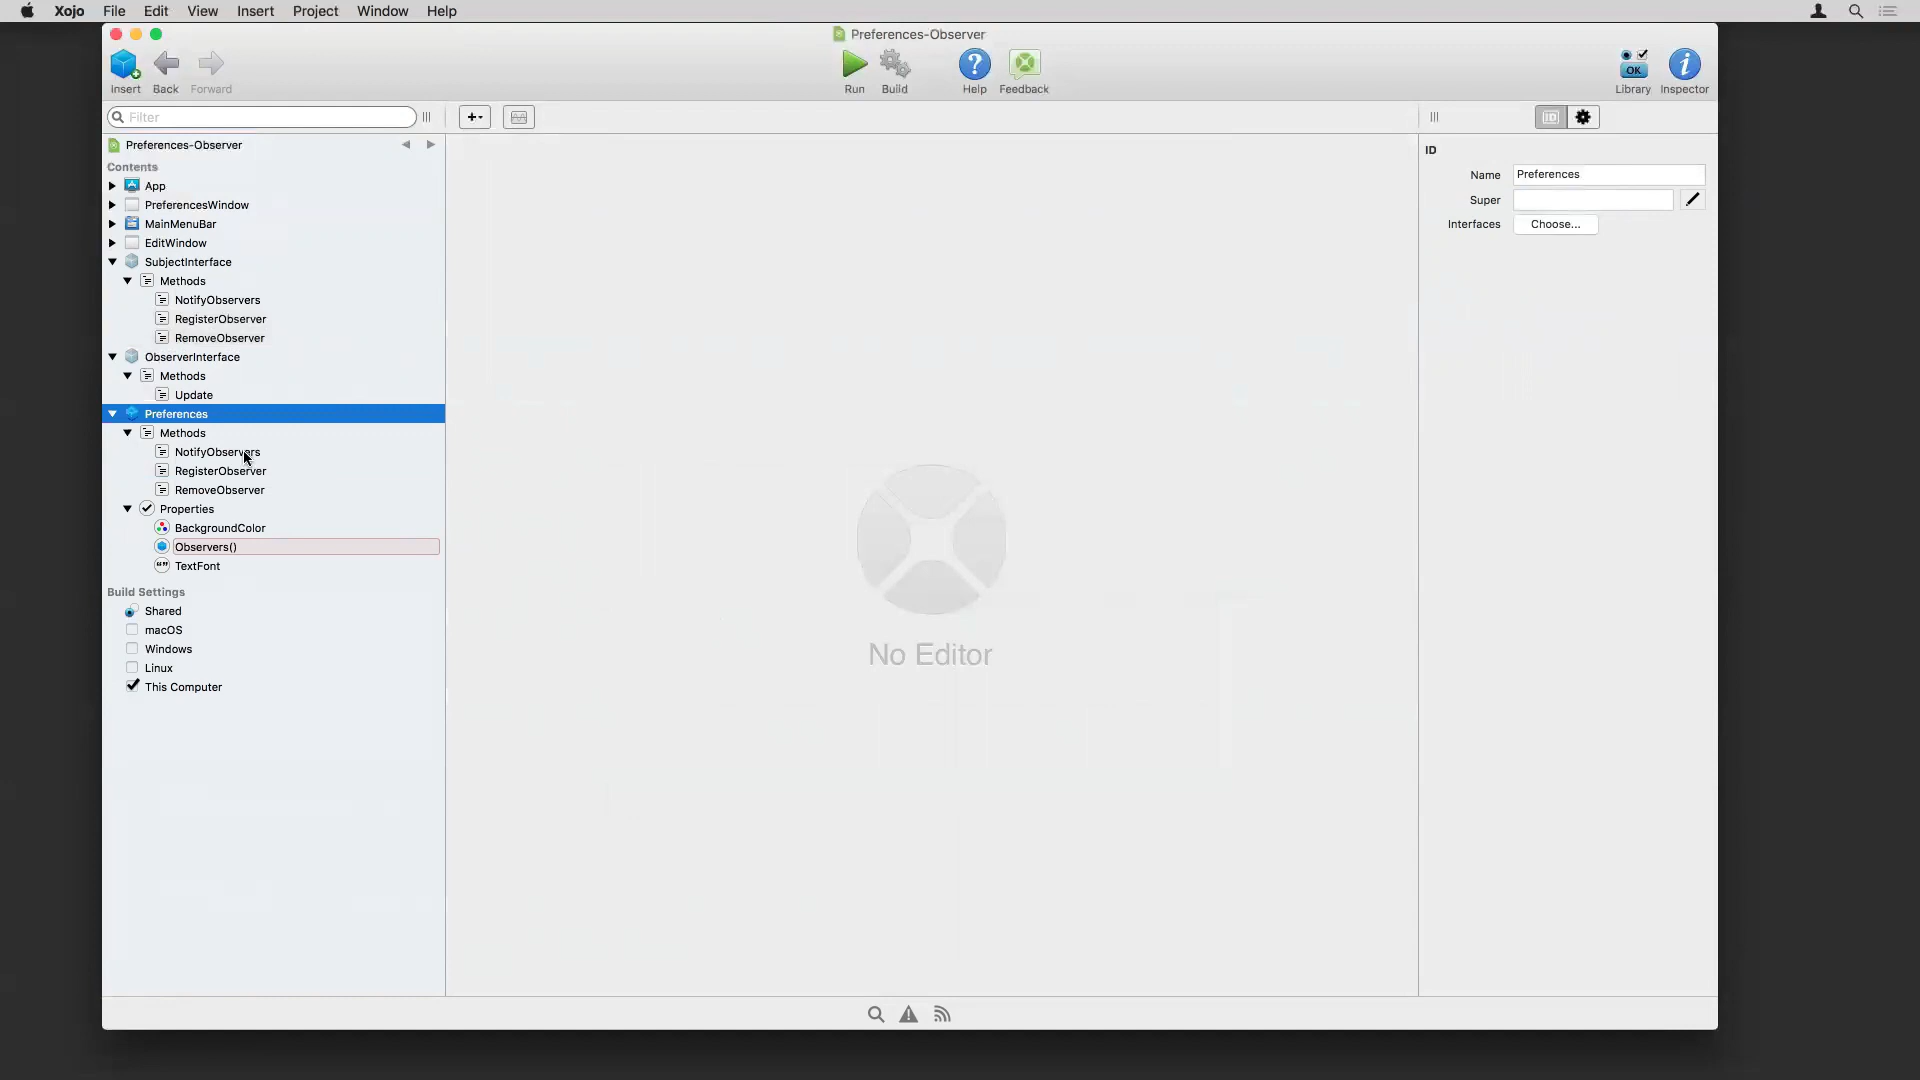 Xojo File Edit View Insert Project Window Help
Preferences-Observer
Insert Back Forward Run Build Help Feedback OK Library Inspector
Filter
Preferences-Observer
Contents
App
PreferencesWindow
MainMenuBar
EditWindow
SubjectInterface
Methods
NotifyObservers
RegisterObserver
RemoveObserver
ObserverInterface
Methods
Update
Preferences
Methods
NotifyObservers
RegisterObserver
RemoveObserver
Properties
BackgroundColor
Observers()
TextFont
Build Settings
Shared
macOS
Windows
Linux
This Computer
No Editor
ID
ID
Name Preferences
Super
Interfaces Choose...